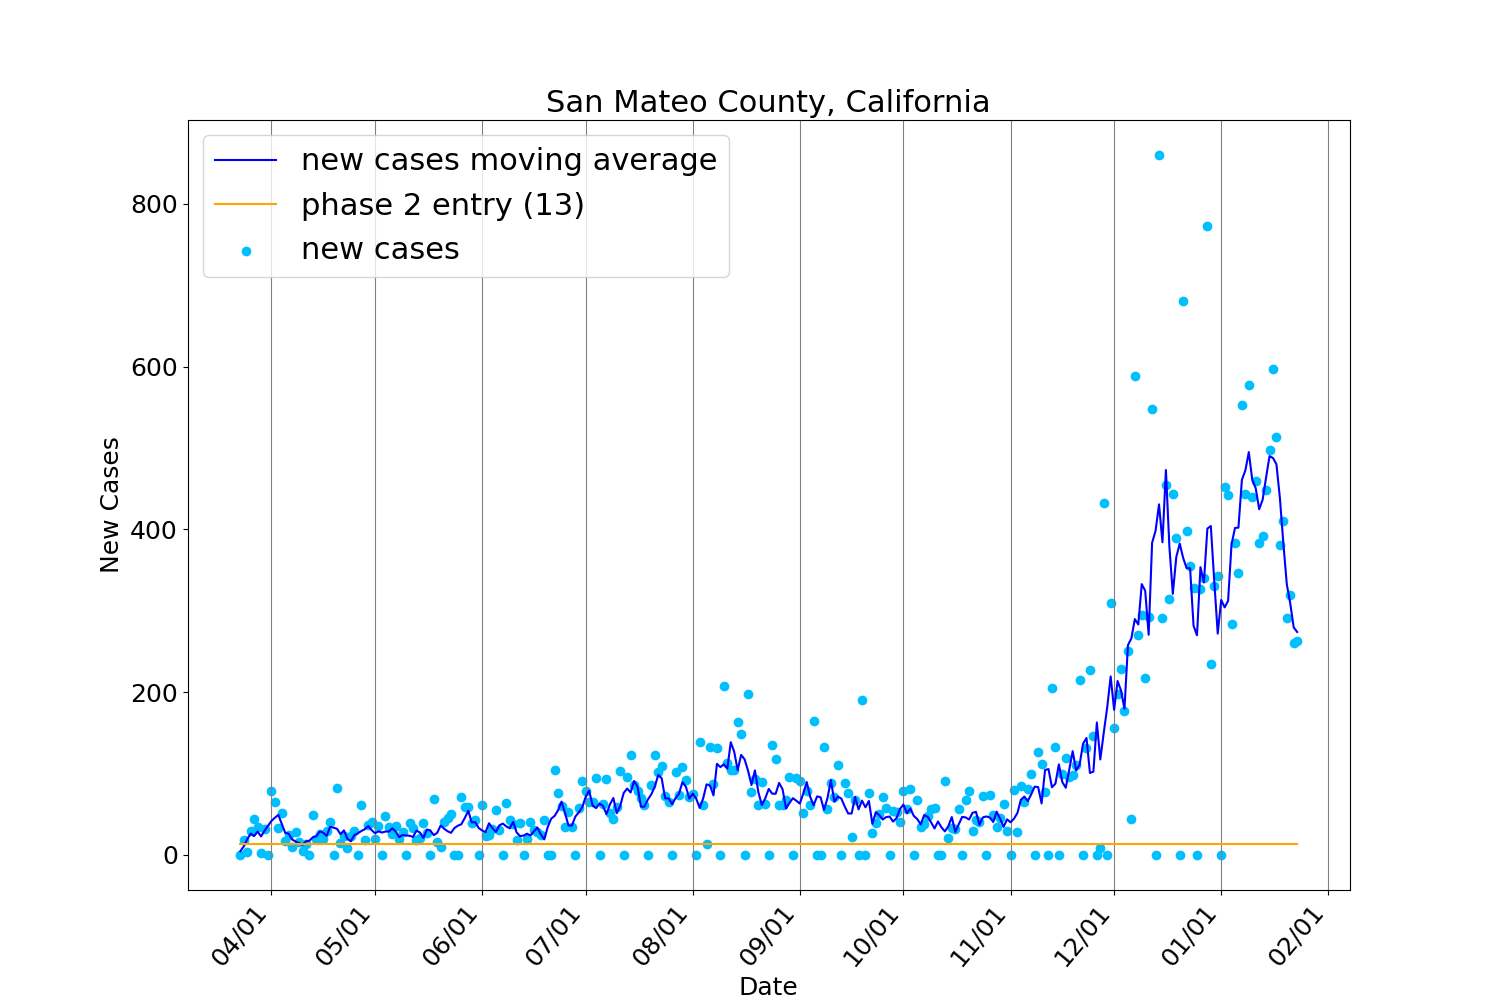 San Mateo County, California
new cases moving average
phase 2 entry (13)
new cases
New Cases
800
600
400
200
0
04/01
05/01
06/01
07/01
08/01
09/01
10/01
11/01
12/01
01/01
02/01
Date